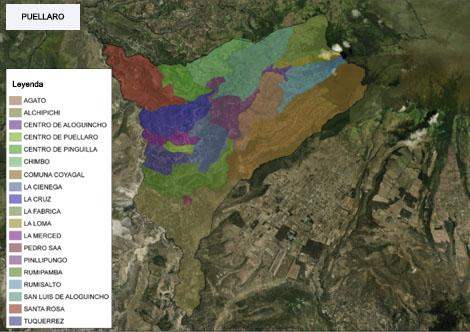 PUELLARO
Leyenda
AGATO
ALCHIPICHI
CENTRO DE ALOGUINCHO
CENTRO DE PUELLARO
CENTRO DE PINGUILLA
CHIMBO
COMUNA COYAGAL
LA CIENEGA
LA CRUZ
LA FABRICA
LA LOMA
LA MERCED
PEDRO SAA
PINLLIPUNGO
RUMIPAMBA
RUMISALTO
SAN LUIS DE ALOGUINCHO
SANTA ROSA
TUQUERREZ